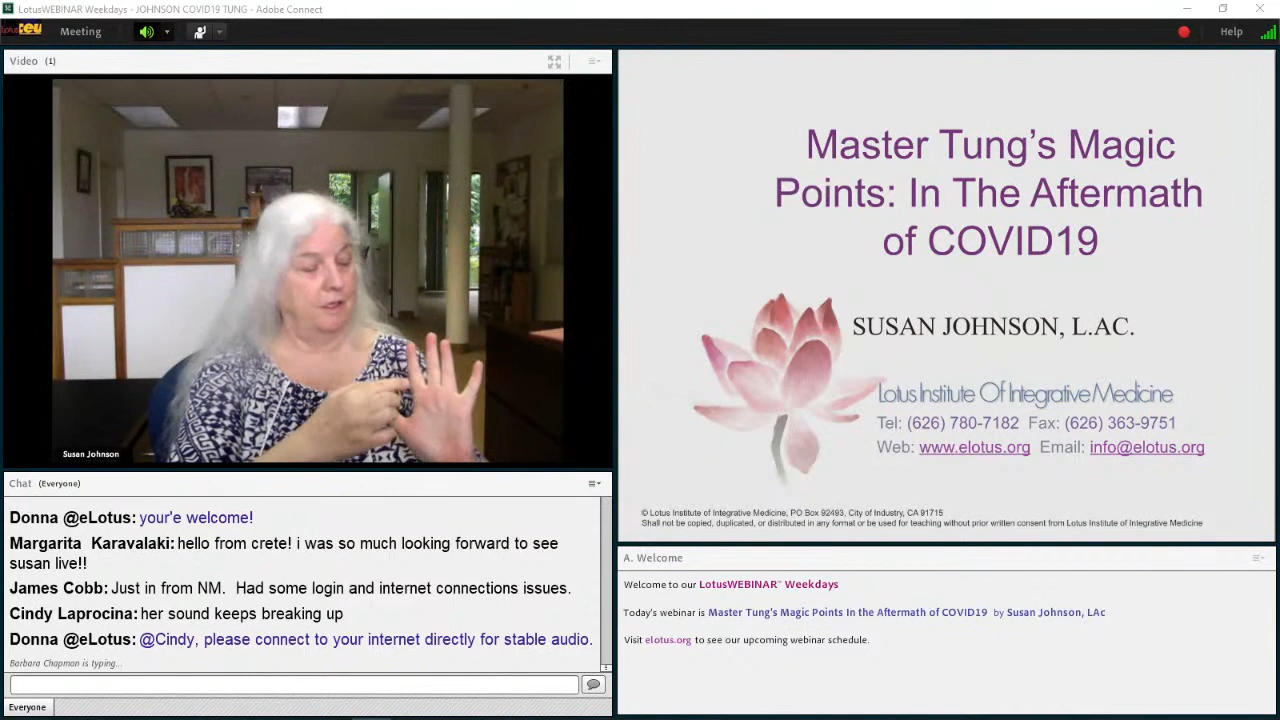 LotusWEBINAR Weekdays - JOHNSON COVID19 TUNG - Adobe Connect
Meeting
Help
Video (1)
Susan Johnson
Master Tung's Magic
Points: In The Aftermath
of COVID19
SUSAN JOHNSON, L.AC.
Lotus Institute Of Integrative Medicine
Tel: (626) 780-7182 Fax: (626) 363-9751
Web: www.elotus.org Email: info@elotus.org
© Lotus Institute of Integrative Medicine, PO Box 92493, City of Industry, CA 91715
Shall not be copied, duplicated, or distributed in any format or be used for teaching without prior written consent from Lotus Institute of Integrative Medicine
Chat (Everyone)
Donna @eLotus: your'e welcome!
Margarita Karavalaki: hello from crete! i was so much looking forward to see
susan live!!
James Cobb: Just in from NM. Had some login and internet connections issues.
Cindy Laprocina: her sound keeps breaking up
Donna @eLotus: @Cindy, please connect to your internet directly for stable audio.
Barbara Chapman is typing...
Everyone
A. Welcome
Welcome to our LotusWEBINAR™ Weekdays
Today's webinar is Master Tung's Magic Points In the Aftermath of COVID19 by Susan Johnson, LAc
Visit elotus.org to see our upcoming webinar schedule.